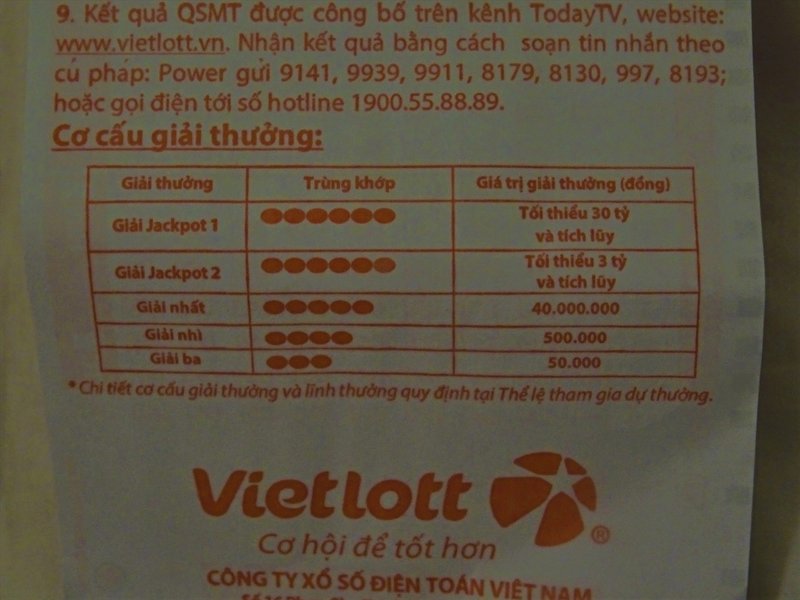 9. Kết quả QSMT được công bố trên kênh TodayTV, website:
www.vietlott.vn. Nhận kết quả bằng cách soạn tin nhắn theo
cú pháp: Power gửi 9141, 9939, 9911, 8179, 8130, 997, 8193;
hoặc gọi điện tới số hotline 1900.55.88.89.
Cơ cấu giải thưởng:
Giải thưởng Trùng khớp Giá trị giải thưởng (đồng)
Giải Jackpot 1 Tối thiểu 30 tỷ
và tích lũy
Giải Jackpot 2 Tối thiểu 3 tỷ
và tích lũy
Giải nhất 40.000.000
Giải nhì 500.000
Giải ba 50.000
*Chi tiết cơ cấu giải thưởng và lĩnh thưởng quy định tại Thể lệ tham gia dự thưởng.
Vietlott
®
Cơ hội để tốt hơn
CÔNG TY XỔ SỐ ĐIỆN TOÁN VIỆT NAM